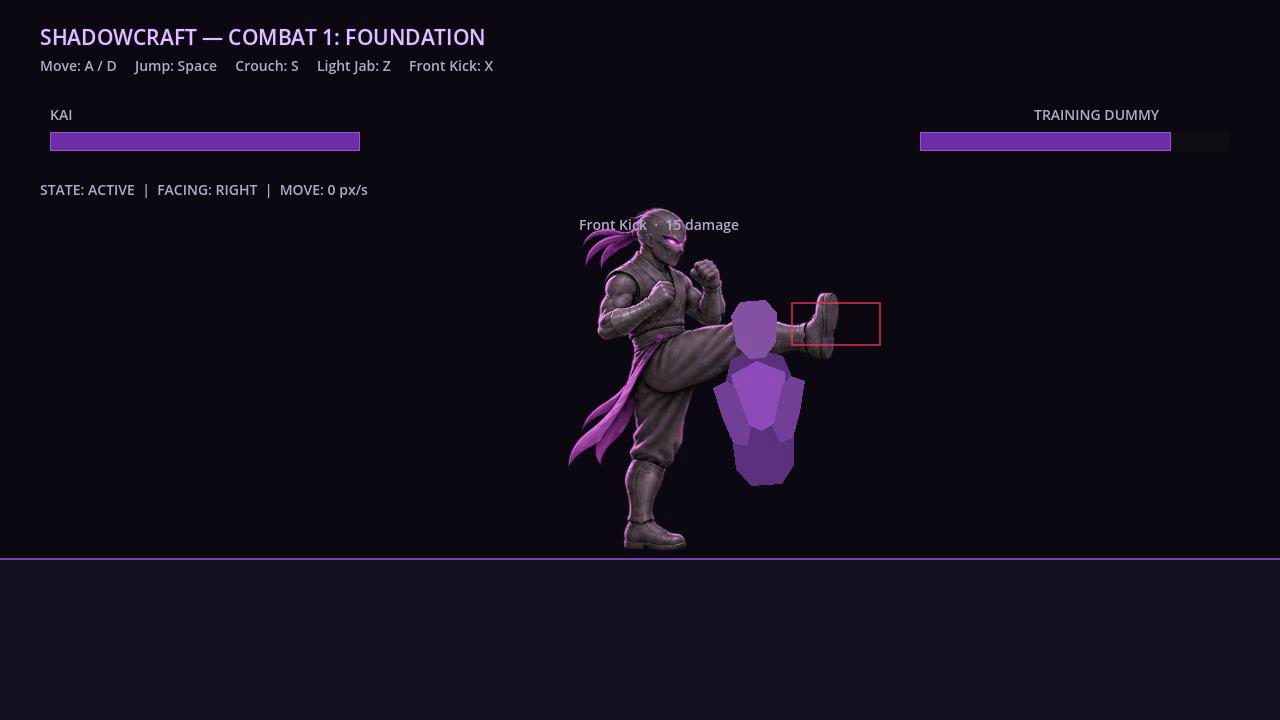 SHADOWCRAFT — COMBAT 1: FOUNDATION
Move: A / D     Jump: Space     Crouch: S     Light Jab: Z     Front Kick: X
KAI
TRAINING DUMMY
STATE: ACTIVE  |  FACING: RIGHT  |  MOVE: 0 px/s
Front Kick  ·  15 damage